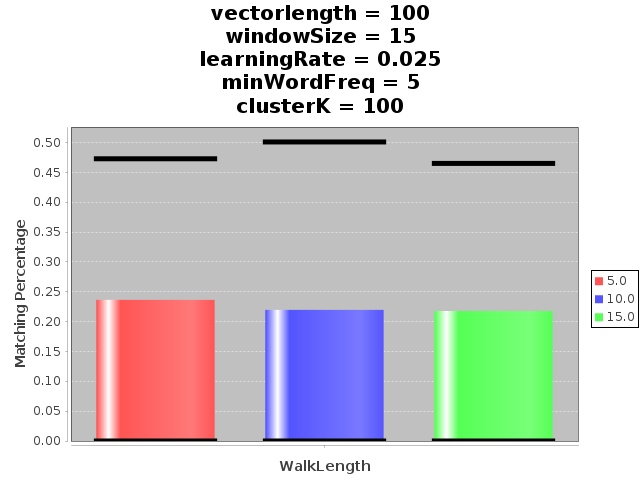 vectorlength = 100
windowSize = 15
learningRate = 0.025
minWordFreq = 5
clusterK = 100
0.50
0.45
0.40
0.35
0.30
0.25
0.20
0.15
0.10
0.05
0.00
Matching Percentage
WalkLength
5.0
10.0
15.0